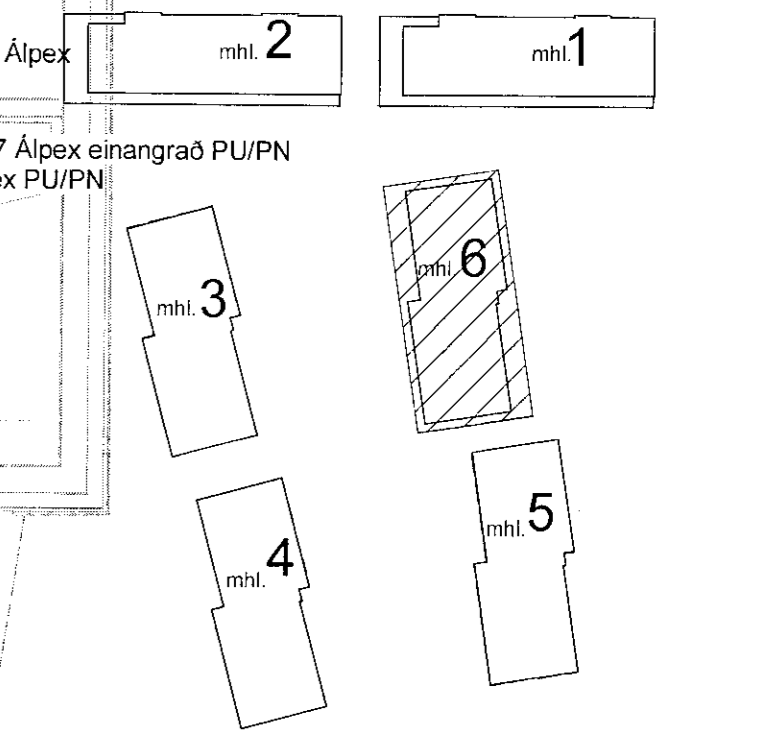 Álpex
mhl. 2
mhl. 1
7 Álpex einangrað PU/PN
ex PU/PN
mhl. 3
mhl. 6
mhl. 4
mhl. 5